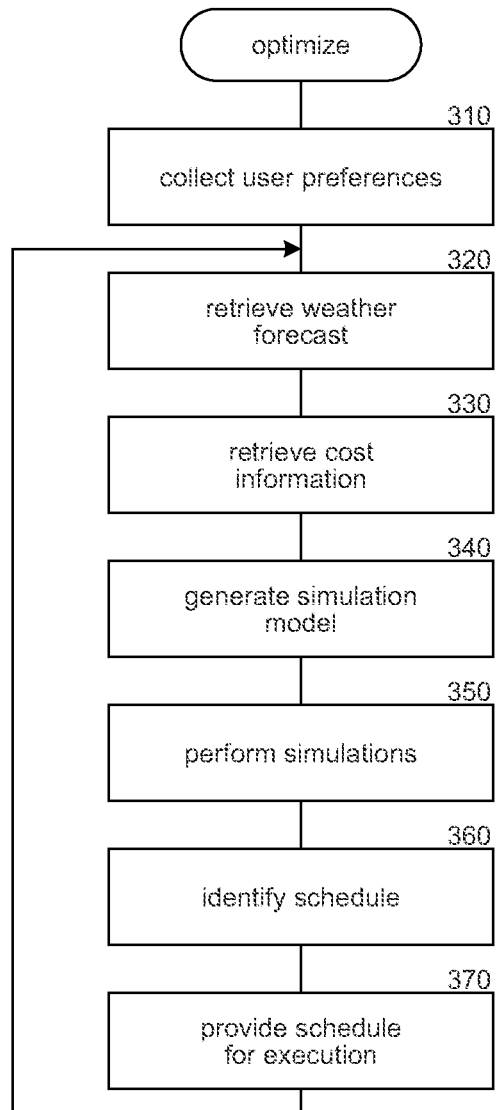 optimize
310
collect user preferences
320
retrieve weather
forecast
330
retrieve cost
information
340
generate simulation
model
350
perform simulations
360
identify schedule
370
provide schedule
for execution